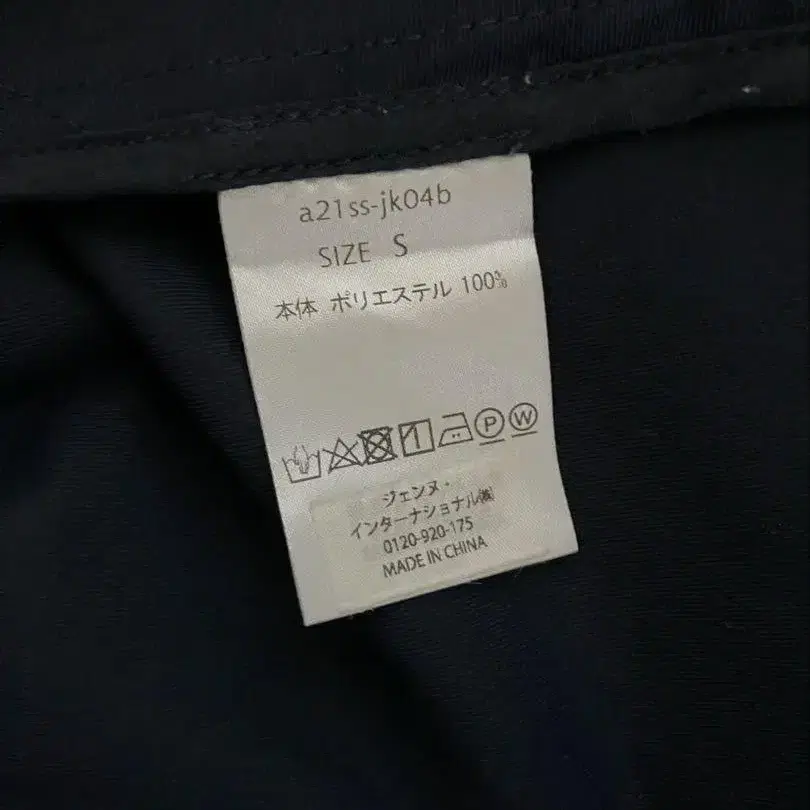 a21ss-jk04b
SIZE S
本体 ポリエステル 100%
P W
ジェンヌ・
インターナショナル㈱
0120-920-175
MADE IN CHINA